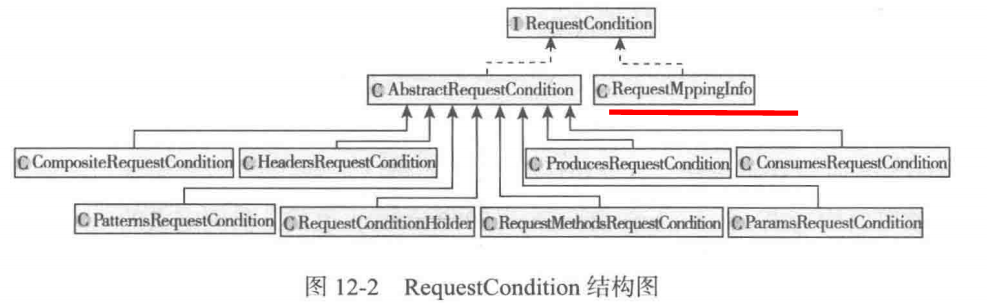 I RequestCondition
C AbstractRequestCondition
C RequestMppingInfo
C CompositeRequestCondition
C HeadersRequestCondition
C ProducesRequestCondition
C ConsumesRequestCondition
C PatternsRequestCondition
C RequestConditionHolder
C RequestMethodsRequestCondition
C ParamsRequestCondition
图 12-2 RequestCondition 结构图